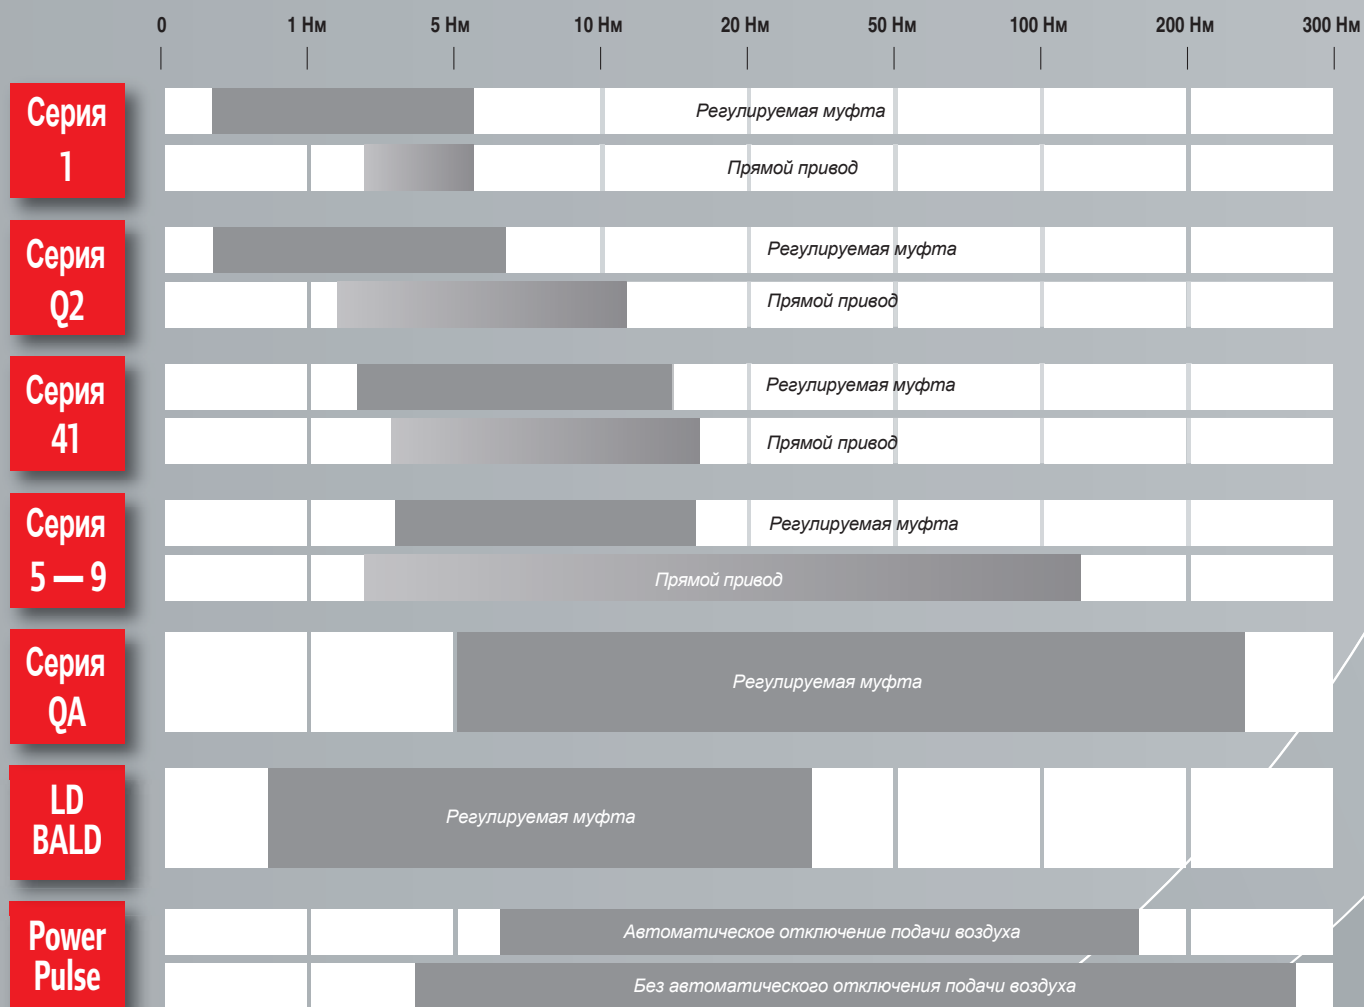 0 1 Нм 5 Нм 10 Нм 20 Нм 50 Нм 100 Нм 200 Нм 300 Нм
Серия
1
Регулируемая муфта
Прямой привод
Серия
Q2
Регулируемая муфта
Прямой привод
Серия
41
Регулируемая муфта
Прямой привод
Серия
5 — 9
Регулируемая муфта
Прямой привод
Серия
QA
Регулируемая муфта
LD
BALD
Регулируемая муфта
Power
Pulse
Автоматическое отключение подачи воздуха
Без автоматического отключения подачи воздуха